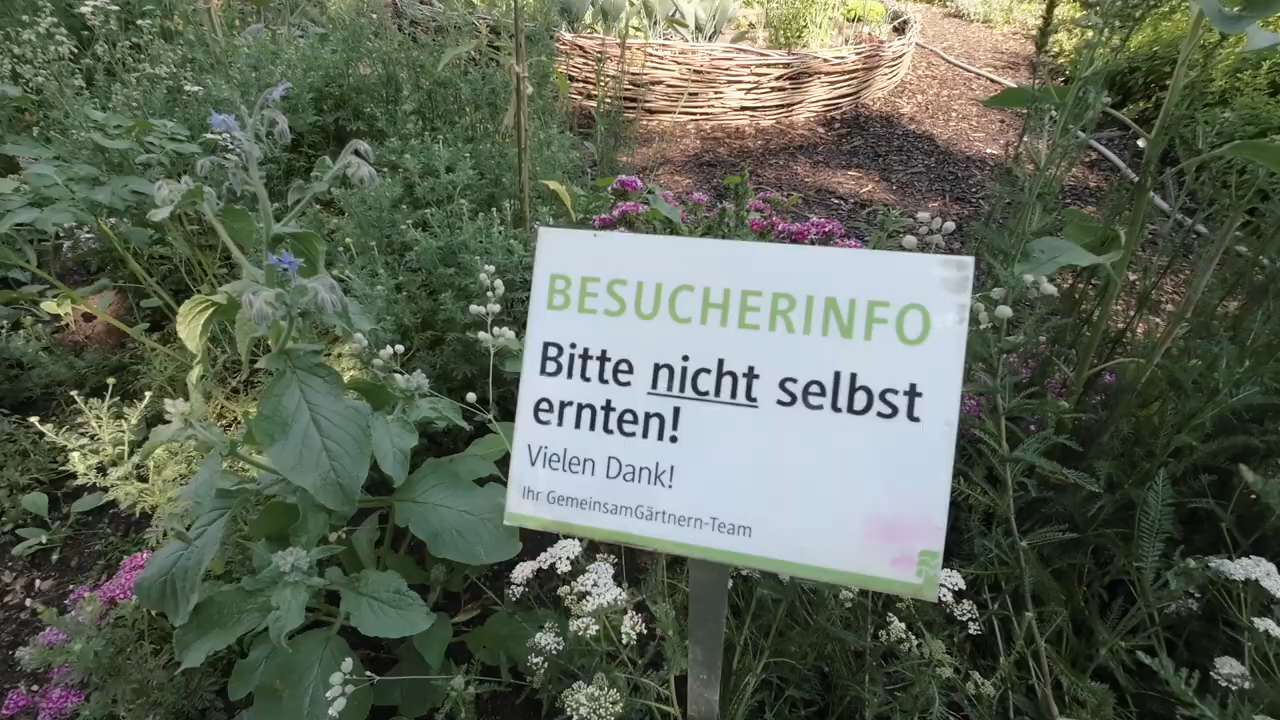 BESUCHERINFO
Bitte nicht selbst
ernten!
Vielen Dank!
Ihr GemeinsamGärtnern-Team